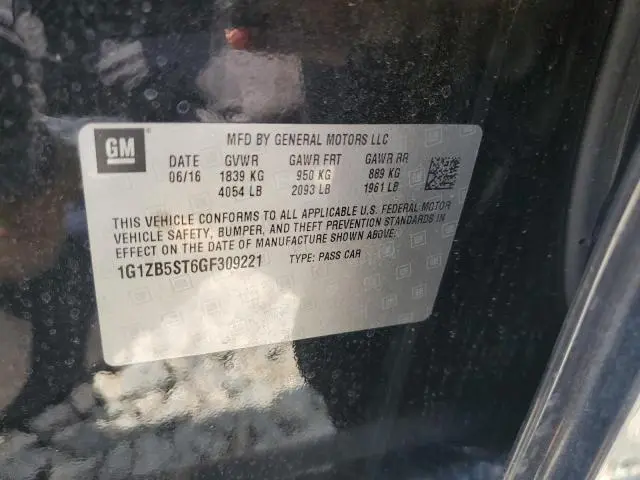 GM
MFD BY GENERAL MOTORS LLC
DATE GVWR GAWR FRT GAWR RR
06/16 1839 KG 950 KG 889 KG
4054 LB 2093 LB 1961 LB
THIS VEHICLE CONFORMS TO ALL APPLICABLE U.S. FEDERAL MOTOR
VEHICLE SAFETY, BUMPER, AND THEFT PREVENTION STANDARDS IN
EFFECT ON THE DATE OF MANUFACTURE SHOWN ABOVE.
1G1ZB5ST6GF309221 TYPE: PASS CAR